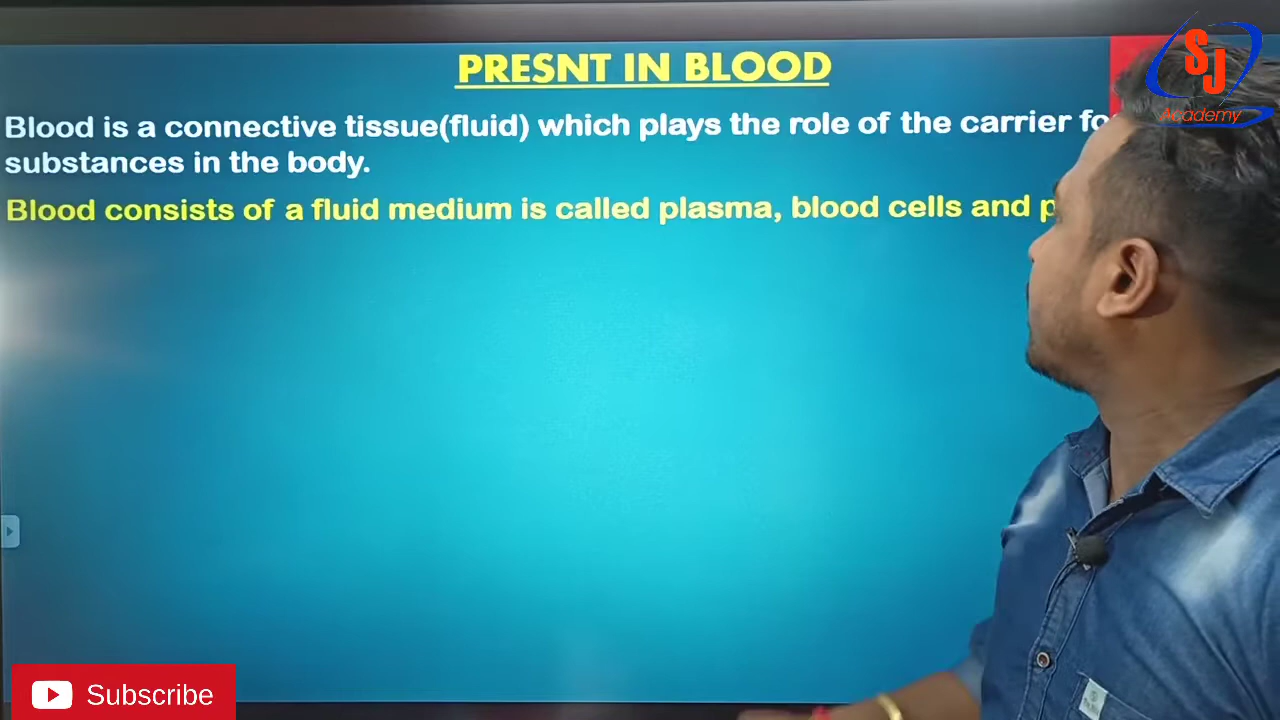 PRESNT IN BLOOD
Blood is a connective tissue(fluid) which plays the role of the carrier
substances in the body.
Blood consists of a fluid medium is called plasma, blood cells and
SJ
Academy
Subscribe